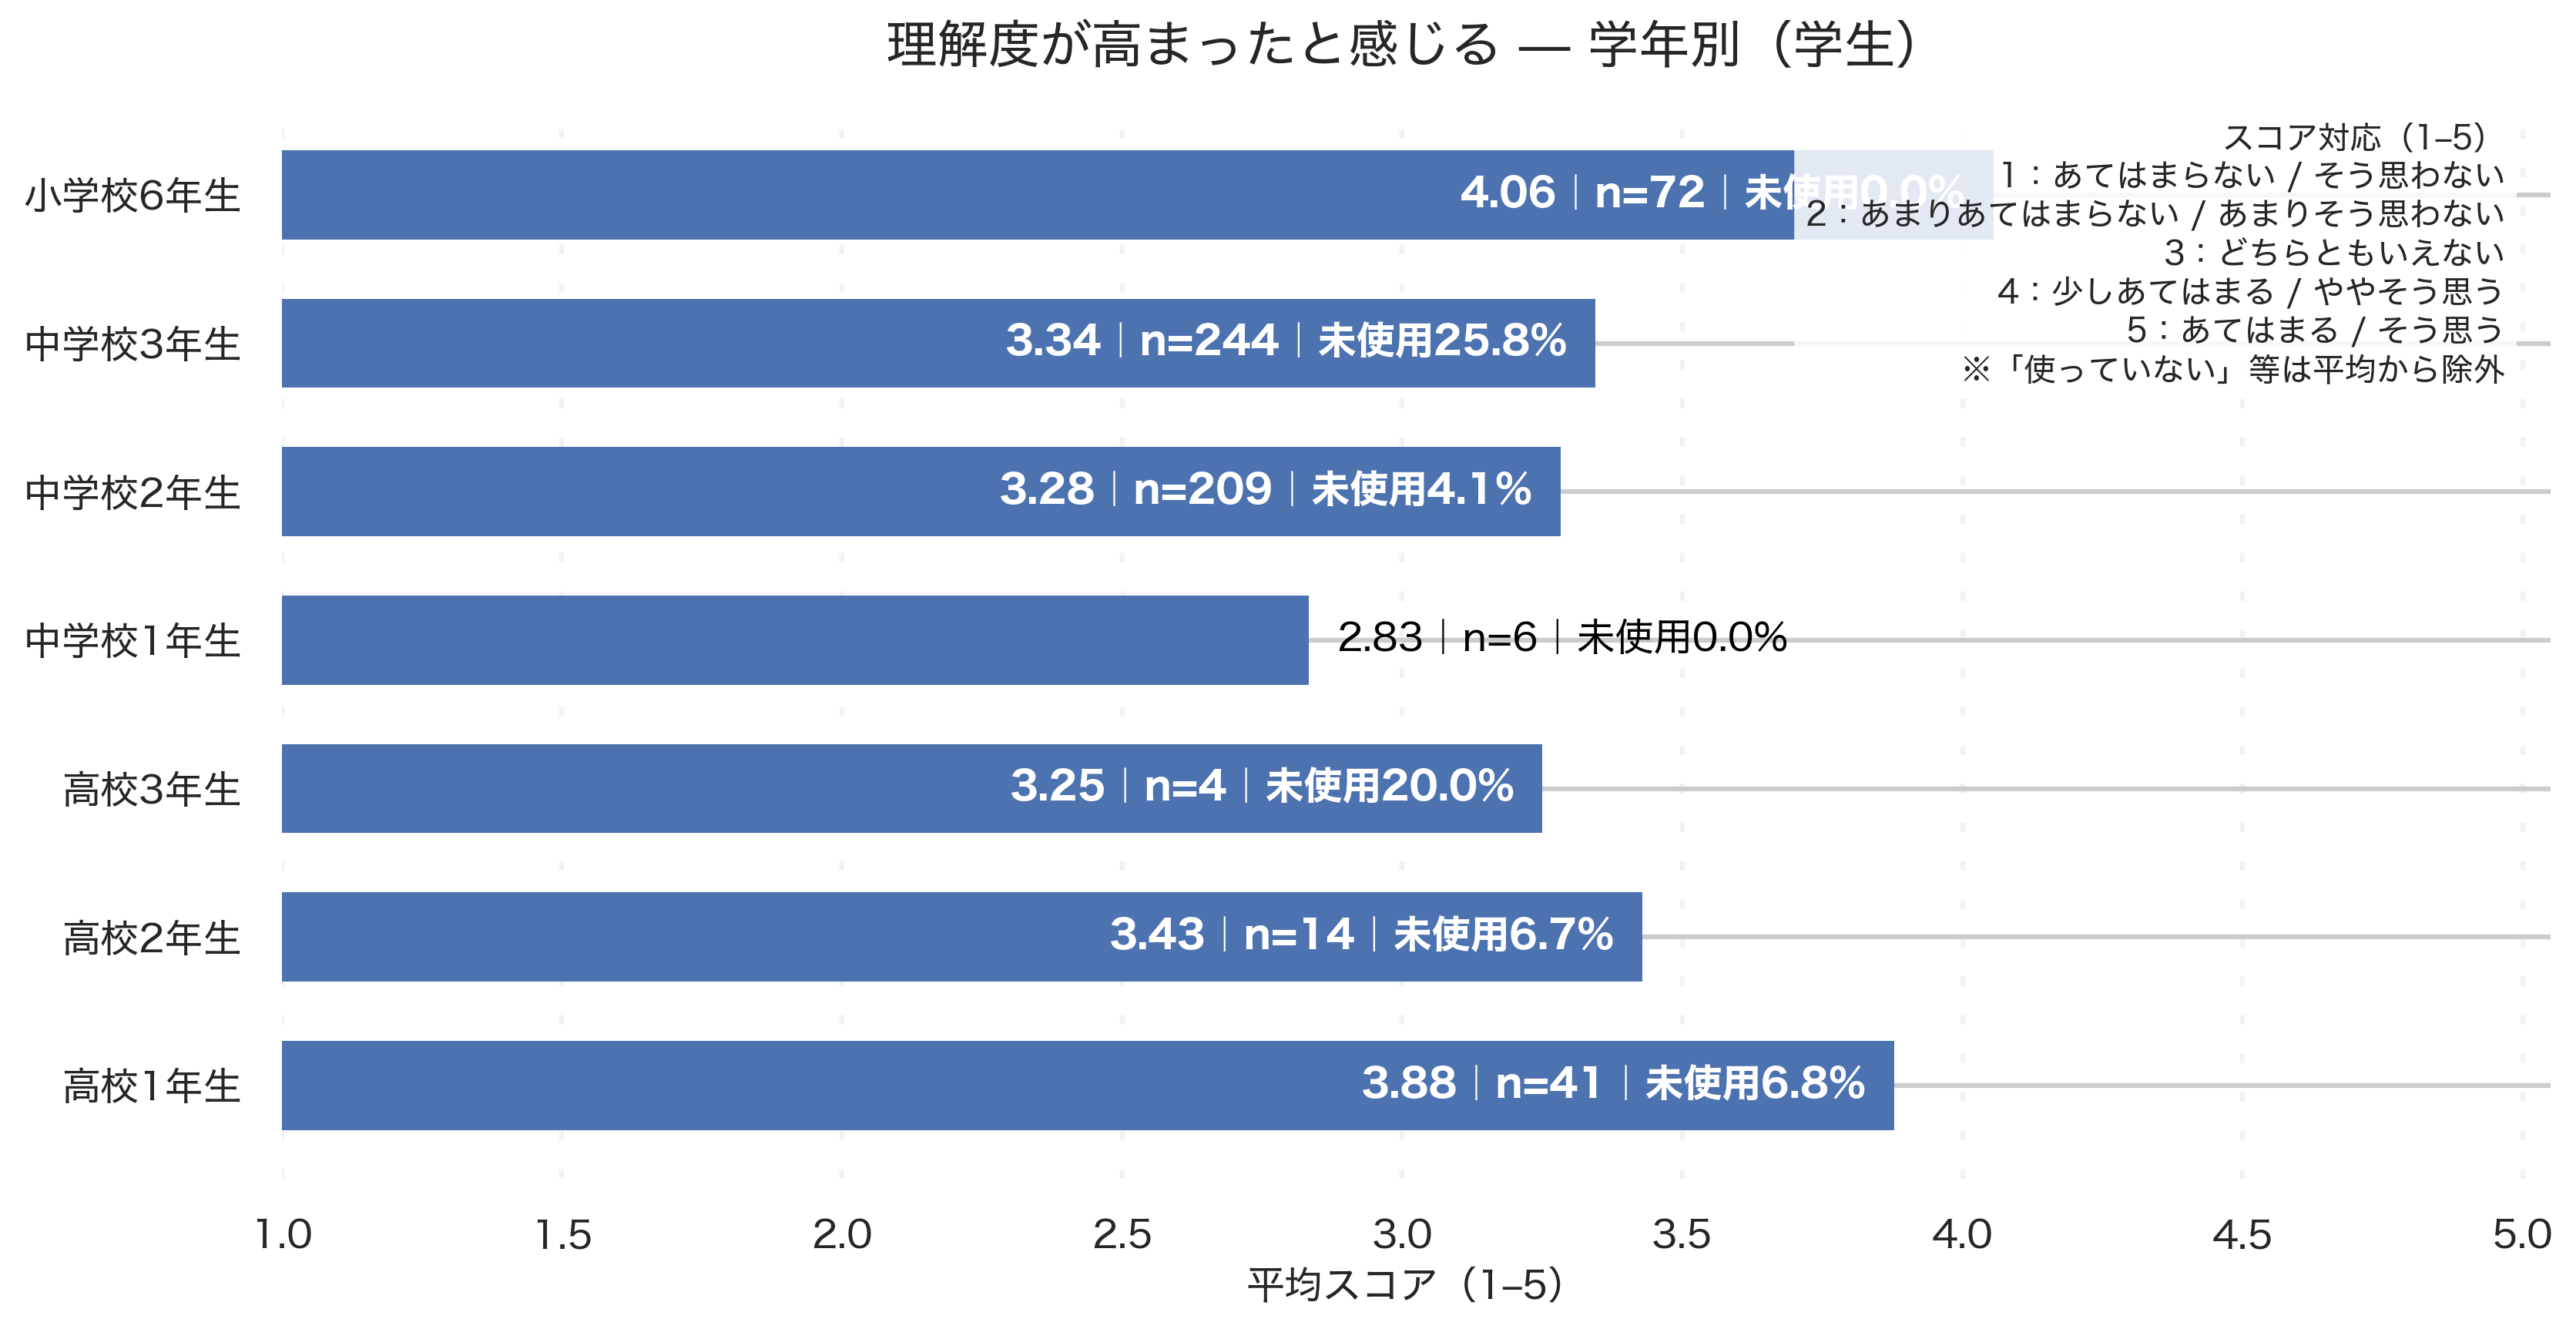 理解度が高まったと感じる — 学年別（学生）
スコア対応（1–5）
1：あてはまらない / そう思わない
2：あまりあてはまらない / あまりそう思わない
3：どちらともいえない
4：少しあてはまる / ややそう思う
5：あてはまる / そう思う
※「使っていない」等は平均から除外
小学校6年生
4.06｜n=72｜未使用0.0%
中学校3年生
3.34｜n=244｜未使用25.8%
中学校2年生
3.28｜n=209｜未使用4.1%
中学校1年生
2.83｜n=6｜未使用0.0%
高校3年生
3.25｜n=4｜未使用20.0%
高校2年生
3.43｜n=14｜未使用6.7%
高校1年生
3.88｜n=41｜未使用6.8%
1.0 1.5 2.0 2.5 3.0 3.5 4.0 4.5 5.0
平均スコア（1–5）